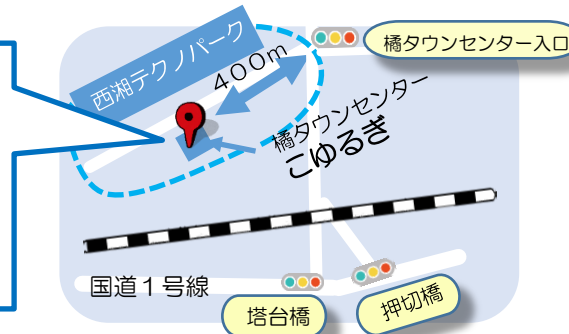 橘タウンセンター入口
西湘テクノパーク
400m
橘タウンセンター
こゆるぎ
国道1号線
塔台橋
押切橋